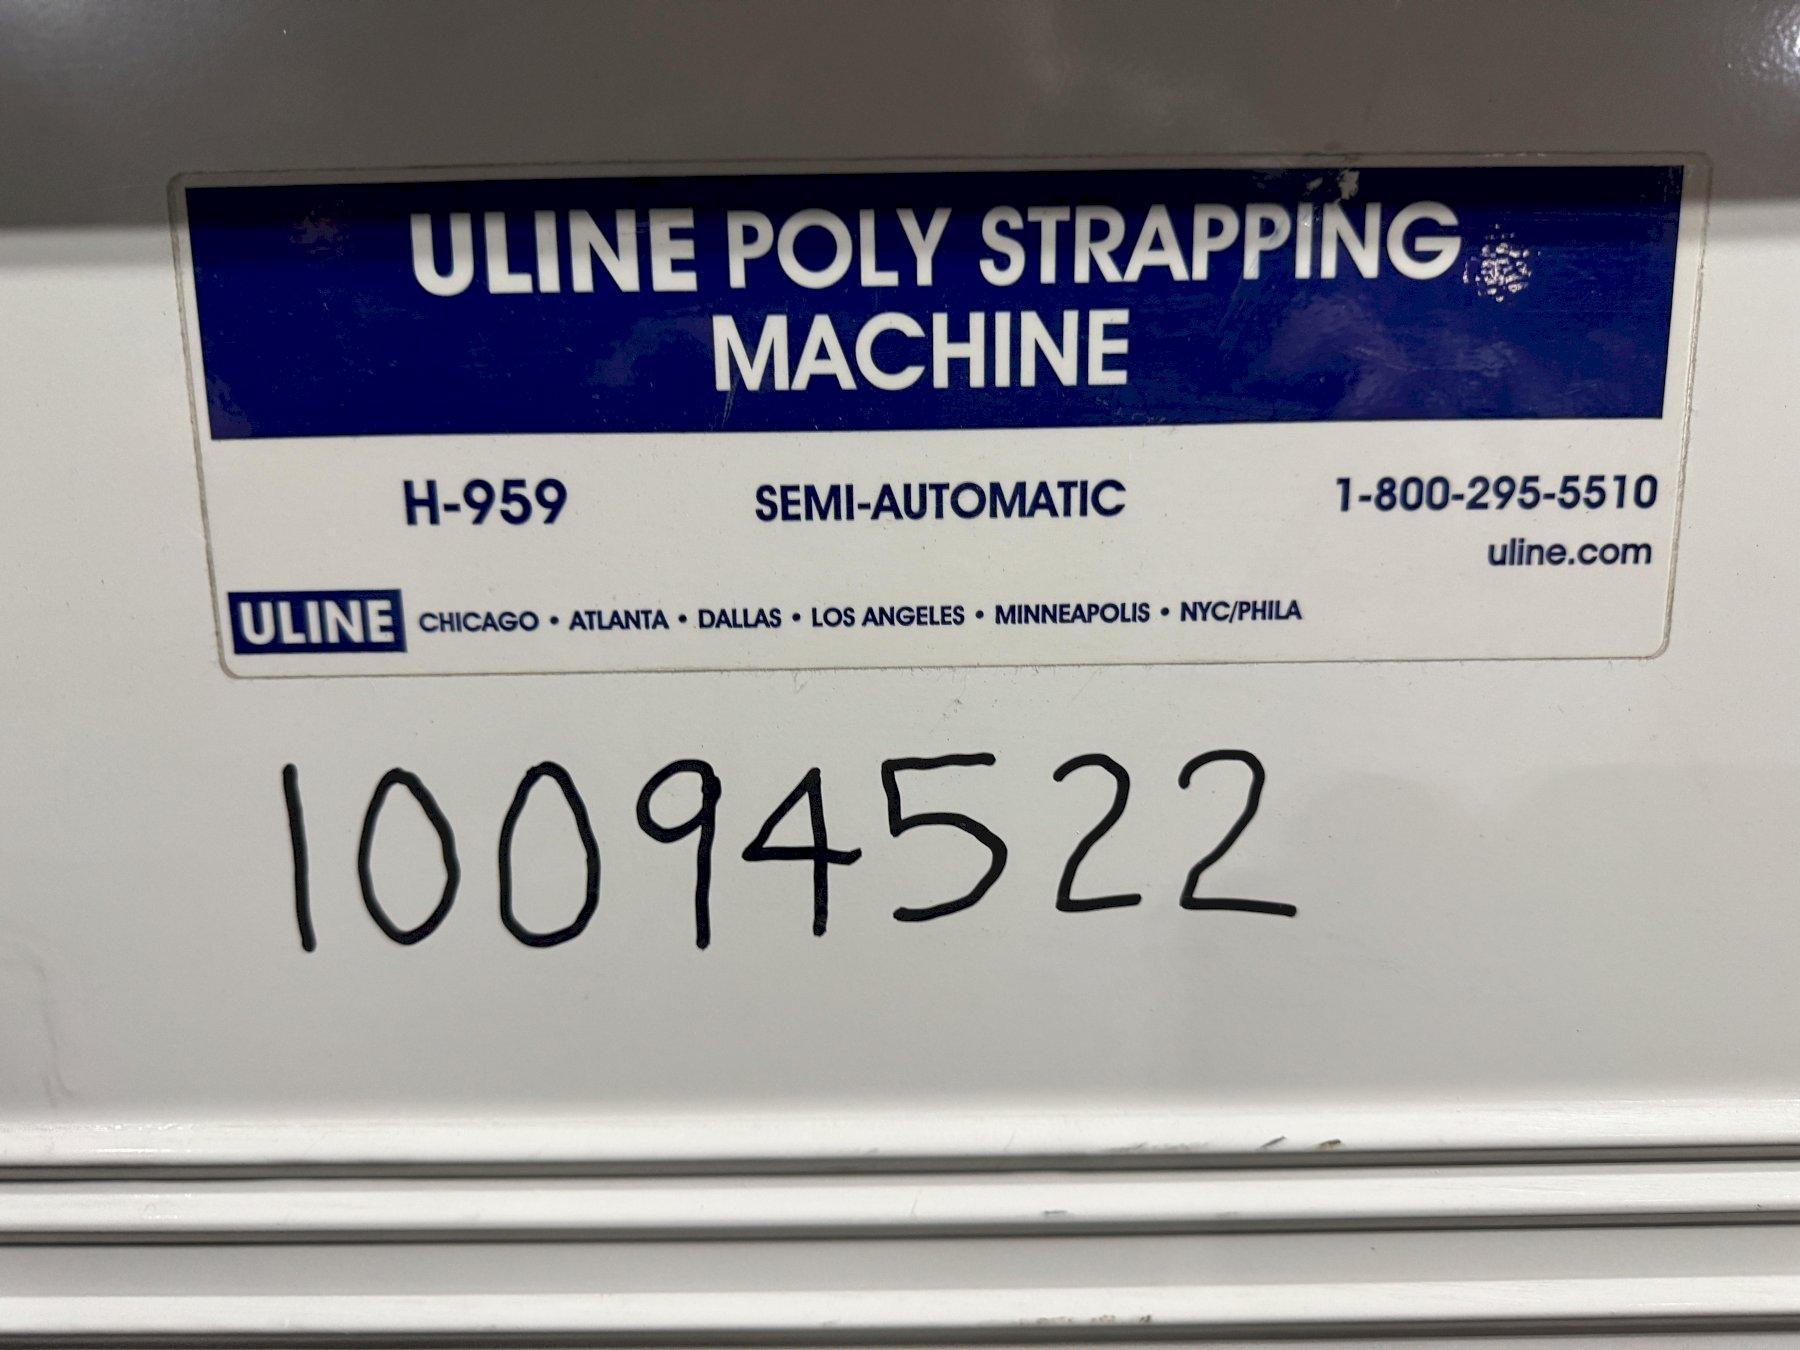 ULINE POLY STRAPPING
MACHINE
H-959 SEMI-AUTOMATIC 1-800-295-5510
uline.com
ULINE CHICAGO • ATLANTA • DALLAS • LOS ANGELES • MINNEAPOLIS • NYC/PHILA
10094522